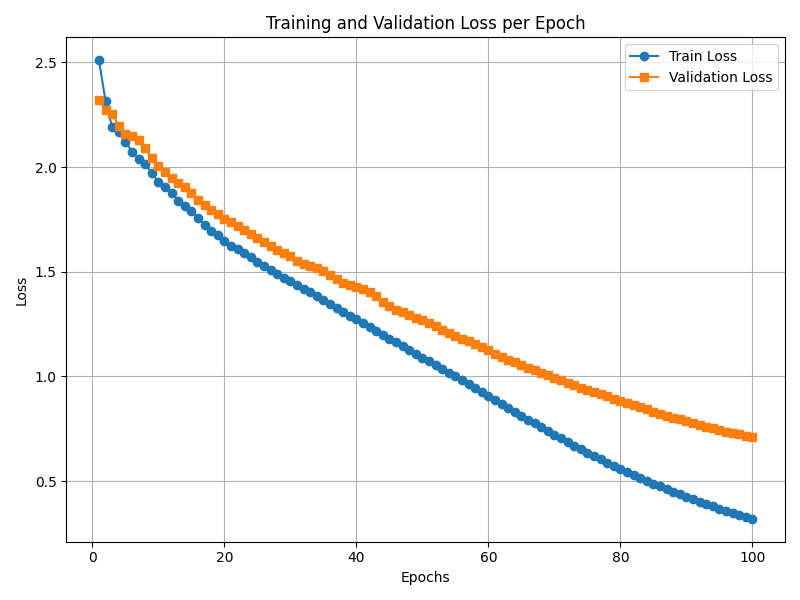 Training and Validation Loss per Epoch
Train Loss
Validation Loss
2.5
2.0
1.5
1.0
0.5
Loss
0 20 40 60 80 100
Epochs